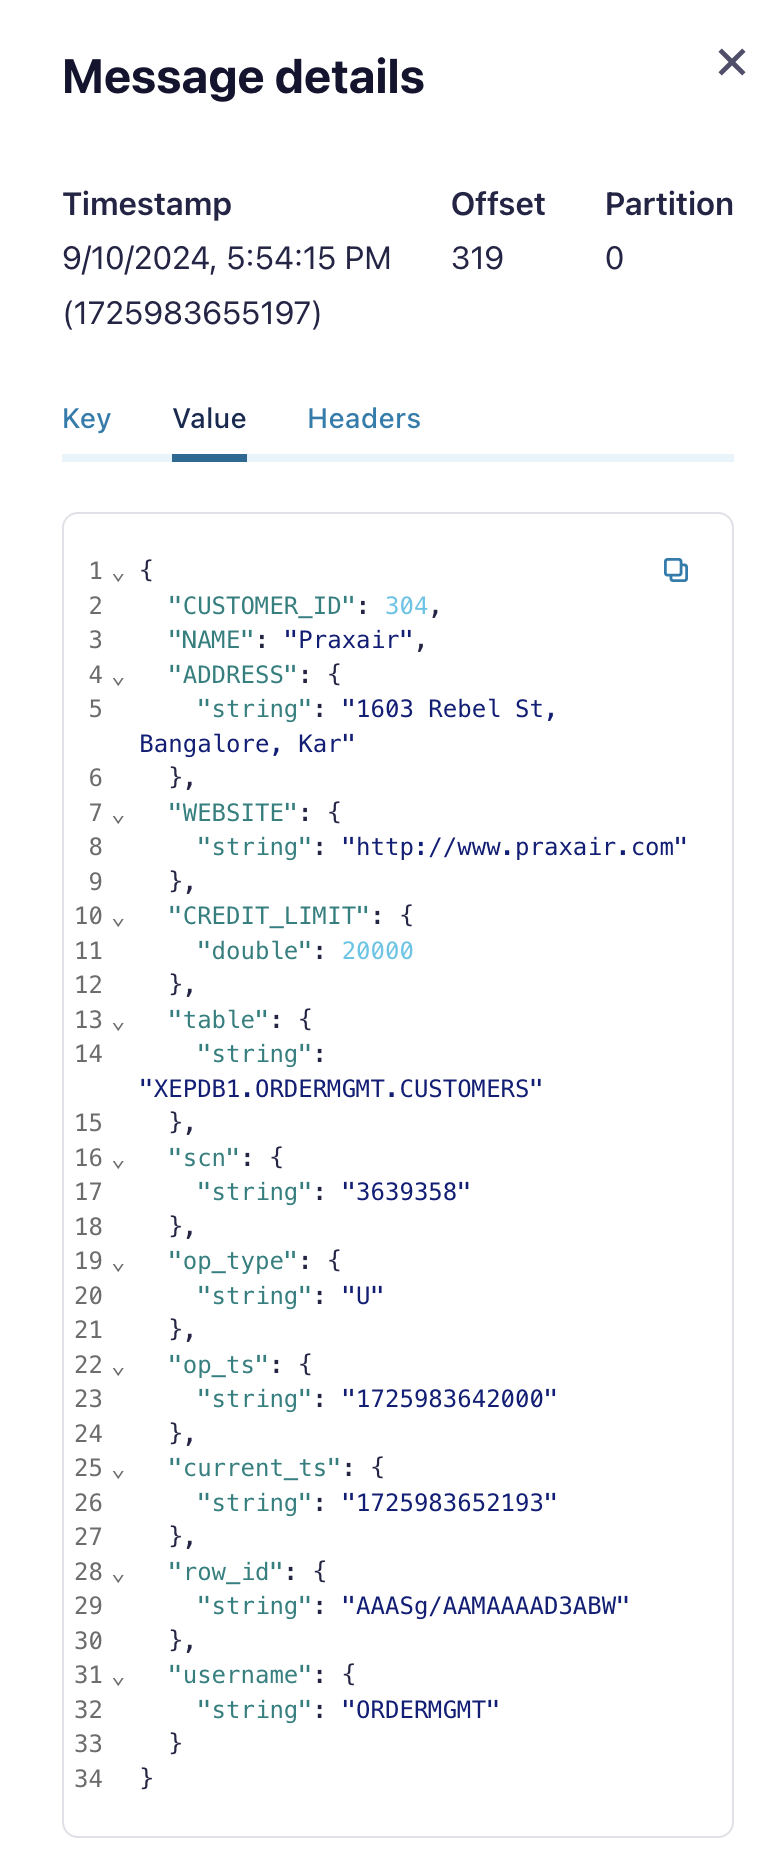 Message details
Timestamp Offset Partition
9/10/2024, 5:54:15 PM 319 0
(1725983655197)
Key Value Headers
1 {
2 "CUSTOMER_ID": 304,
3 "NAME": "Praxair",
4 "ADDRESS": {
5 "string": "1603 Rebel St,
Bangalore, Kar"
6 },
7 "WEBSITE": {
8 "string": "http://www.praxair.com"
9 },
10 "CREDIT_LIMIT": {
11 "double": 20000
12 },
13 "table": {
14 "string":
"XEPDB1.ORDERMGMT.CUSTOMERS"
15 },
16 "scn": {
17 "string": "3639358"
18 },
19 "op_type": {
20 "string": "U"
21 },
22 "op_ts": {
23 "string": "1725983642000"
24 },
25 "current_ts": {
26 "string": "1725983652193"
27 },
28 "row_id": {
29 "string": "AAASg/AAMAAAAD3ABW"
30 },
31 "username": {
32 "string": "ORDERMGMT"
33 }
34 }